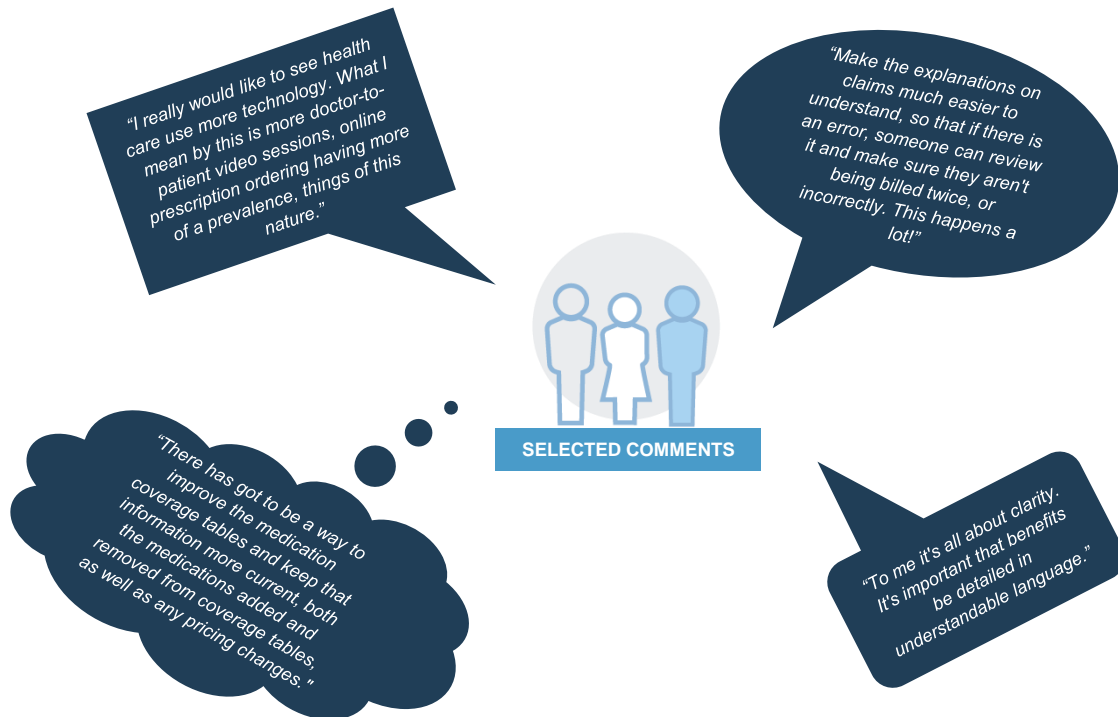 “I really would like to see health
care use more technology. What I
mean by this is more doctor-to-
patient video sessions, online
prescription ordering having more
of a prevalence, things of this
nature.”
“Make the explanations on
claims much easier to
understand, so that if there is
an error, someone can review
it and make sure they aren't
being billed twice, or
incorrectly. This happens a
lot!”
SELECTED COMMENTS
“There has got to be a way to
improve the medication
coverage tables and keep that
information more current, both
the medications added and
removed from coverage tables,
as well as any pricing changes."
“To me it's all about clarity.
It's important that benefits
be detailed in
understandable language.”